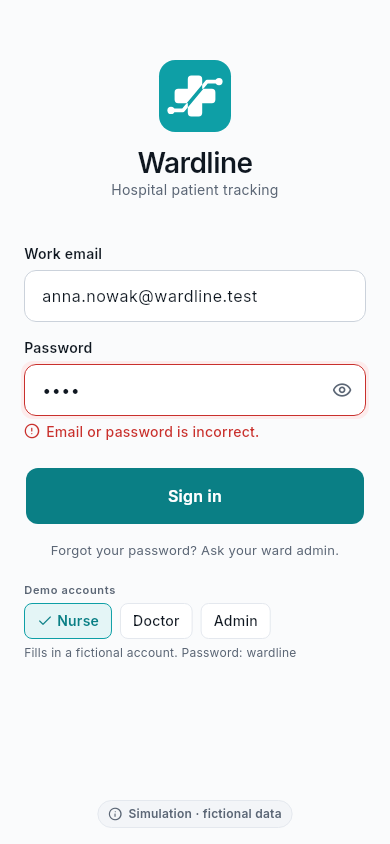 Wardline
Hospital patient tracking
Work email
anna.nowak@wardline.test
Password
••••
Email or password is incorrect.
Sign in
Forgot your password? Ask your ward admin.
Demo accounts
Nurse
Doctor
Admin
Fills in a fictional account. Password: wardline
Simulation · fictional data